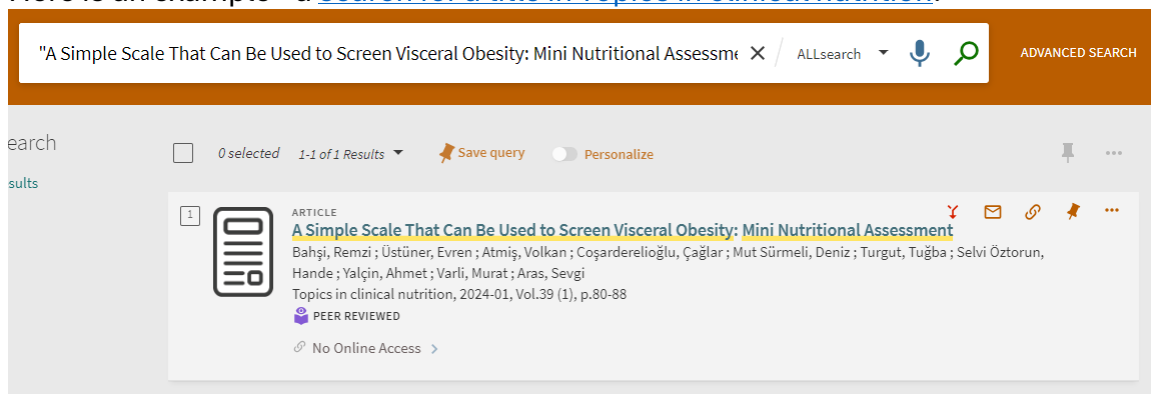 "A Simple Scale That Can Be Used to Screen Visceral Obesity: Mini Nutritional Assessme
ALLsearch
ADVANCED SEARCH
earch
sults
0 selected 1-1 of 1 Results Save query Personalize
1
ARTICLE
A Simple Scale That Can Be Used to Screen Visceral Obesity: Mini Nutritional Assessment
Bahşi, Remzi ; Üstüner, Evren ; Atmiş, Volkan ; Coşarderelioğlu, Çağlar ; Mut Sürmeli, Deniz ; Turgut, Tuğba ; Selvi Öztorun,
Hande ; Yalçin, Ahmet ; Varli, Murat ; Aras, Sevgi
Topics in clinical nutrition, 2024-01, Vol.39 (1), p.80-88
PEER REVIEWED
No Online Access >